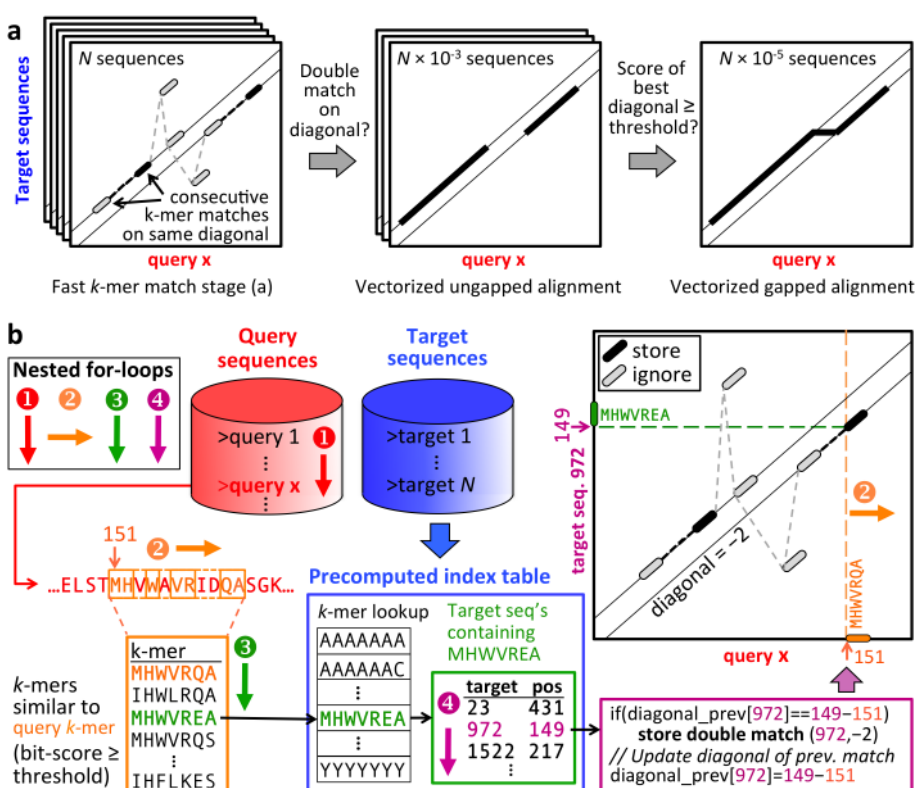 a
Target sequences
N sequences
consecutive
k-mer matches
on same diagonal
query x
Fast k-mer match stage (a)
Double
match
on
diagonal?
N × 10-3 sequences
query x
Vectorized ungapped alignment
Score of
best
diagonal ≥
threshold?
N × 10-5 sequences
query x
Vectorized gapped alignment
b
Nested for-loops
1 2 3 4
Query
sequences
>query 1
⋮
>query x
⋮
1
Target
sequences
>target 1
⋮
>target N
151
2
…ELSTMHVWAVRIDQASGK…
k-mers
similar to
query k-mer
(bit-score ≥
threshold)
k-mer
MHWVRQA
IHWLRQA
MHWVREA
MHWVRQS
⋮
IHFLKES
3
Precomputed index table
k-mer lookup
AAAAAAA
AAAAAAC
⋮
MHWVREA
⋮
YYYYYYY
Target seq's
containing
MHWVREA
target pos
23 431
972 149
1522 217
⋮
4
store
ignore
MHWVREA
149
target seq. 972
diagonal = −2
2
MHWVRQA
query x
151
if(diagonal_prev[972]==149−151)
store double match (972,−2)
// Update diagonal of prev. match
diagonal_prev[972]=149−151